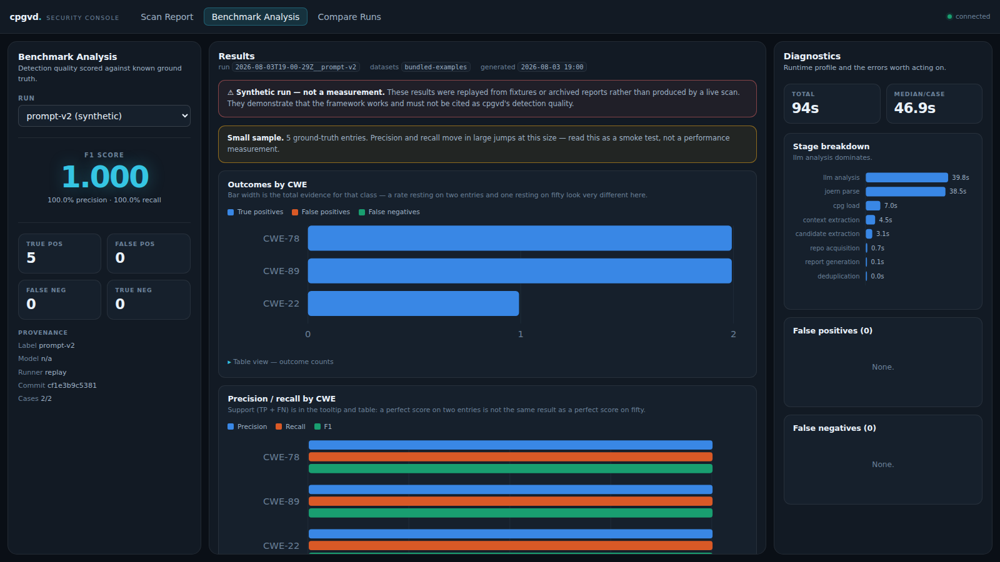 cpgvd. SECURITY CONSOLE
Scan Report
Benchmark Analysis
Compare Runs
connected
Benchmark Analysis
Detection quality scored against known ground
truth.
RUN
prompt-v2 (synthetic)
F1 SCORE
1.000
100.0% precision · 100.0% recall
TRUE POS
5
FALSE POS
0
FALSE NEG
0
TRUE NEG
0
PROVENANCE
Label prompt-v2
Model n/a
Runner replay
Commit cf1e3b9c5381
Cases 2/2
Results
run 2026-08-03T19-00-29Z__prompt-v2 datasets bundled-examples generated 2026-08-03 19:00
⚠ Synthetic run — not a measurement. These results were replayed from fixtures or archived reports rather than produced by a live scan.
They demonstrate that the framework works and must not be cited as cpgvd's detection quality.
Small sample. 5 ground-truth entries. Precision and recall move in large jumps at this size — read this as a smoke test, not a performance
measurement.
Outcomes by CWE
Bar width is the total evidence for that class — a rate resting on two entries and one resting on fifty look very different here.
True positives False positives False negatives
CWE-78
CWE-89
CWE-22
0 1 2
▸ Table view — outcome counts
Precision / recall by CWE
Support (TP + FN) is in the tooltip and table: a perfect score on two entries is not the same result as a perfect score on fifty.
Precision Recall F1
CWE-78
CWE-89
CWE-22
Diagnostics
Runtime profile and the errors worth acting on.
TOTAL
94s
MEDIAN/CASE
46.9s
Stage breakdown
llm analysis dominates.
llm analysis 39.8s
joern parse 38.5s
cpg load 7.0s
context extraction 4.5s
candidate extraction 3.1s
repo acquisition 0.7s
report generation 0.1s
deduplication 0.0s
False positives (0)
None.
False negatives (0)
None.